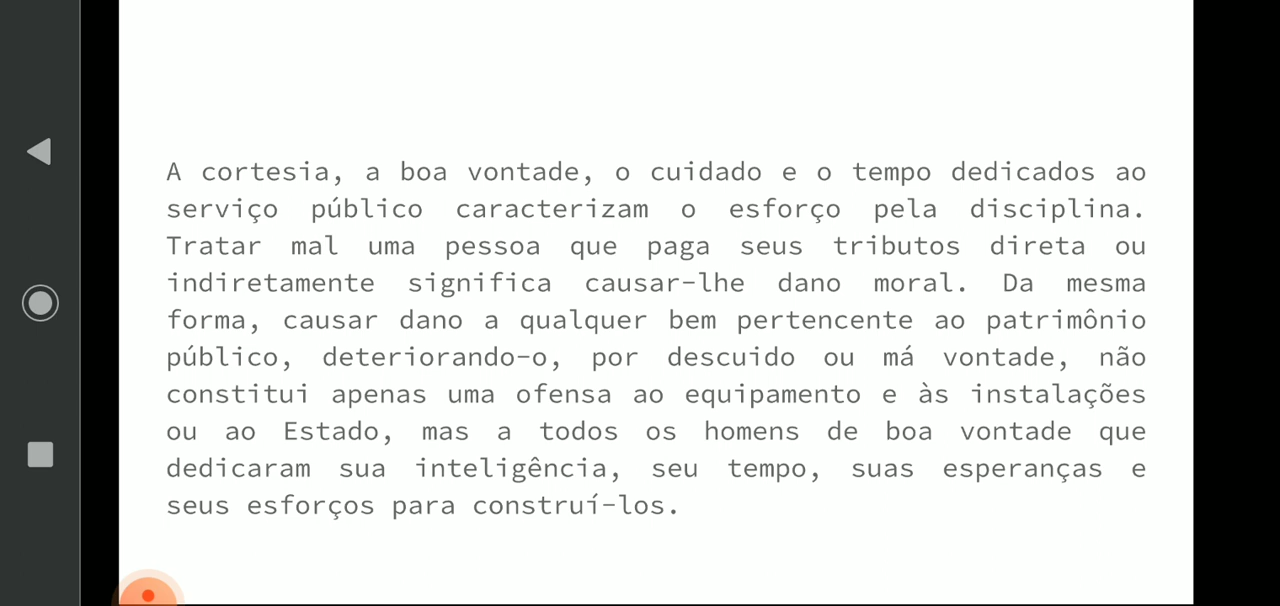 A cortesia, a boa vontade, o cuidado e o tempo dedicados ao
serviço público caracterizam o esforço pela disciplina.
Tratar mal uma pessoa que paga seus tributos direta ou
indiretamente significa causar-lhe dano moral. Da mesma
forma, causar dano a qualquer bem pertencente ao patrimônio
público, deteriorando-o, por descuido ou má vontade, não
constitui apenas uma ofensa ao equipamento e às instalações
ou ao Estado, mas a todos os homens de boa vontade que
dedicaram sua inteligência, seu tempo, suas esperanças e
seus esforços para construí-los.